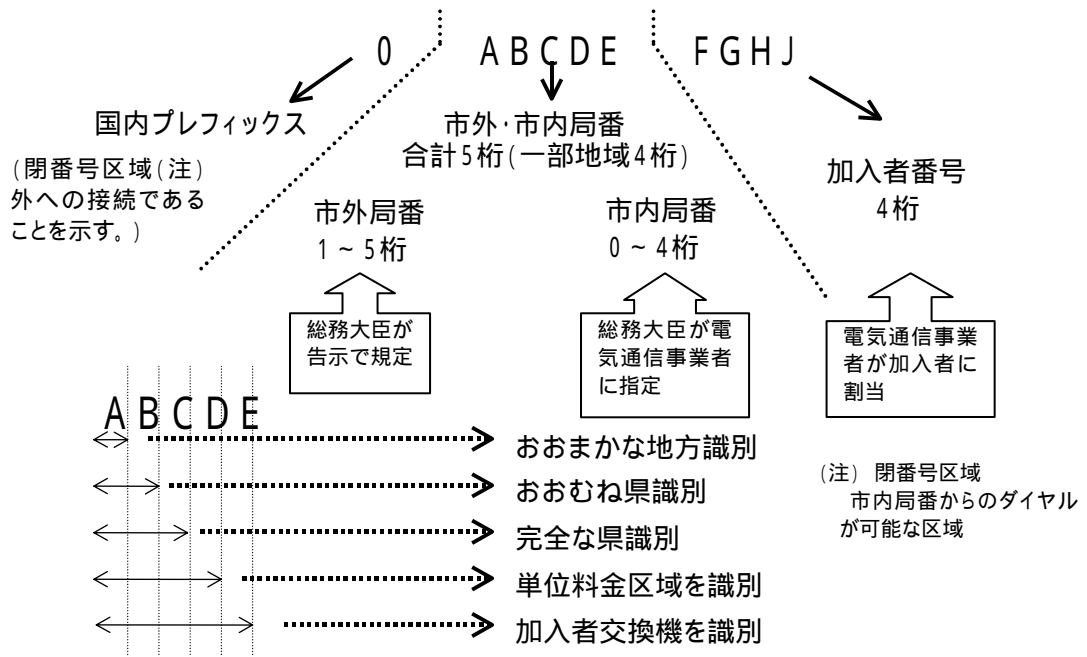 0 ABCDE FGHJ
国内プレフィックス
(閉番号区域(注)
外への接続である
ことを示す。)
市外・市内局番
合計5桁(一部地域4桁)
加入者番号
4桁
市外局番
1～5桁
市内局番
0～4桁
総務大臣が
告示で規定
総務大臣が電
気通信事業者
に指定
電気通信事業
者が加入者に
割当
ABCDE
おおまかな地方識別
おおむね県識別
完全な県識別
単位料金区域を識別
加入者交換機を識別
(注) 閉番号区域
市内局番からのダイヤル
が可能な区域